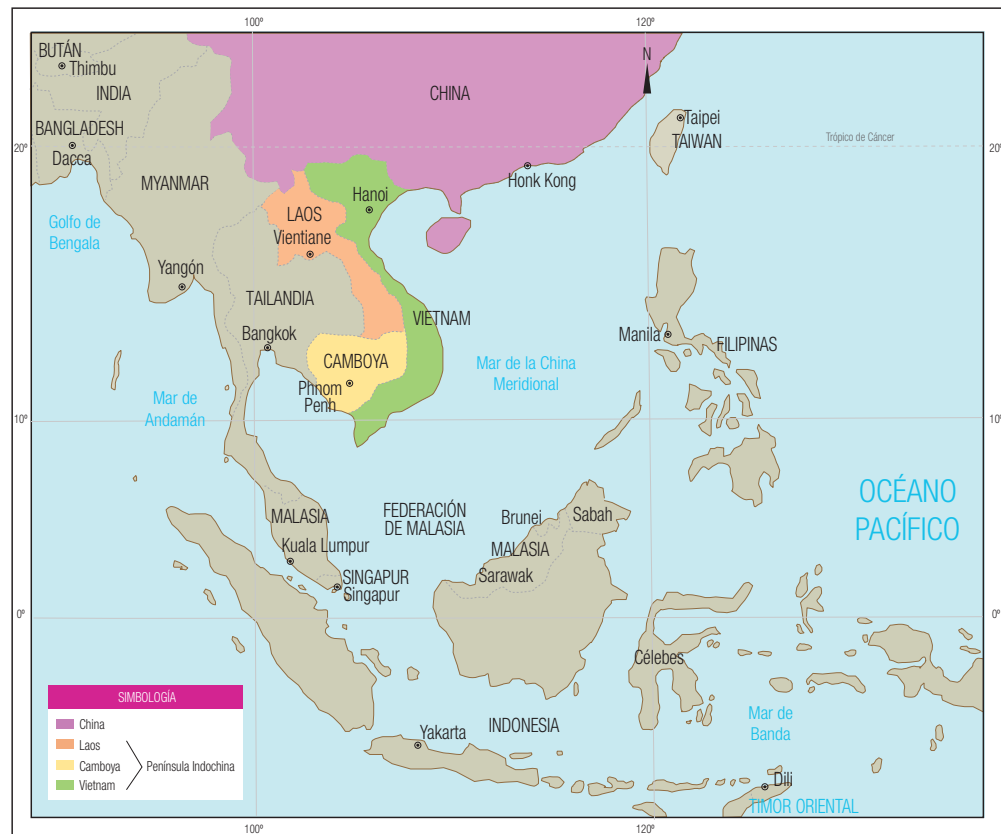 100º
120º
BUTÁN
Thimbu
INDIA
CHINA
N
BANGLADESH
Dacca
Taipei
TAIWAN
Trópico de Cáncer
20º
20º
MYANMAR
Honk Kong
Hanoi
LAOS
Vientiane
Golfo de
Bengala
Yangón
TAILANDIA
VIETNAM
Bangkok
Manila
FILIPINAS
CAMBOYA
Phnom
Penh
Mar de la China
Meridional
Mar de
Andamán
10º
10º
OCÉANO
PACÍFICO
MALASIA
Kuala Lumpur
FEDERACIÓN
DE MALASIA
Brunei
Sabah
MALASIA
Sarawak
SINGAPUR
Singapur
0º
0º
Célebes
INDONESIA
Yakarta
Mar de
Banda
Dili
TIMOR ORIENTAL
SIMBOLOGÍA
China
Laos
Camboya
Península Indochina
Vietnam
100º
120º